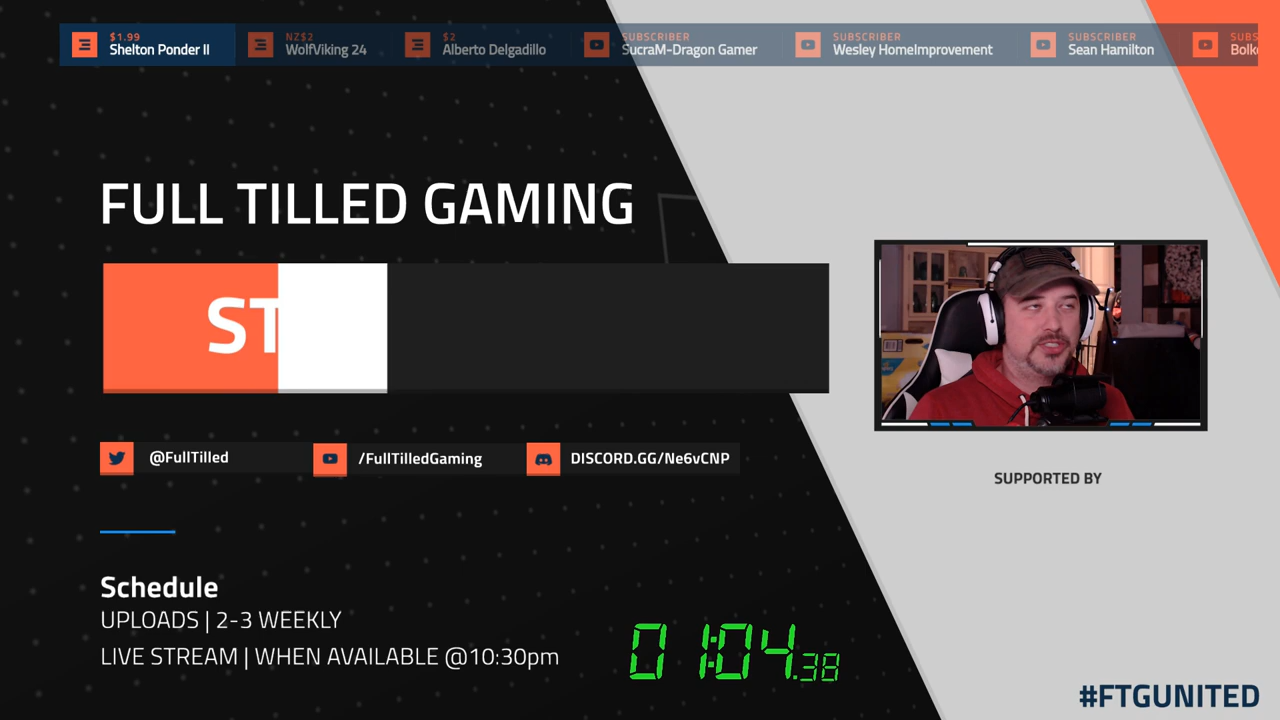 $1.99
Shelton Ponder II
NZ$2
WolfViking 24
$2
Alberto Delgadillo
SUBSCRIBER
SucraM-Dragon Gamer
SUBSCRIBER
Wesley HomeImprovement
SUBSCRIBER
Sean Hamilton
FULL TILLED GAMING
ST
@FullTilled
/FullTilledGaming
DISCORD.GG/Ne6vCNP
SUPPORTED BY
Schedule
UPLOADS | 2-3 WEEKLY
LIVE STREAM | WHEN AVAILABLE @10:30pm
01:04.38
#FTGUNITED